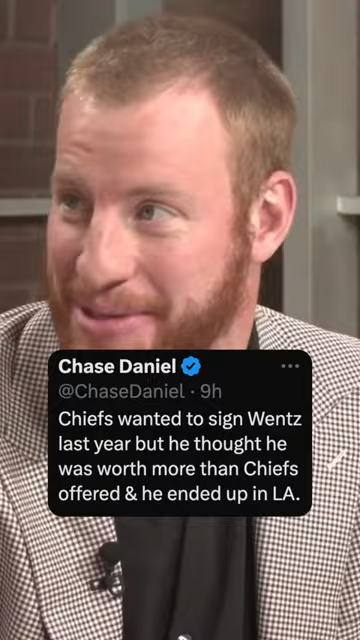 Chase Daniel
@ChaseDaniel · 9h
Chiefs wanted to sign Wentz
last year but he thought he
was worth more than Chiefs
offered & he ended up in LA.